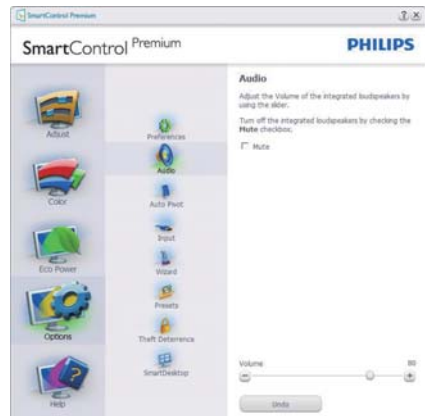 SmartControl Premium
SmartControl Premium
PHILIPS
Adjust
Color
Eco Power
Options
Help
Preferences
Audio
Auto Pivot
Input
Wizard
Presets
Theft Deterrence
SmartDesktop
Audio
Adjust the Volume of the integrated loudspeakers by
using the slider.
Turn off the integrated loudspeakers by checking the
Mute checkbox.
Mute
Volume 80
Undo